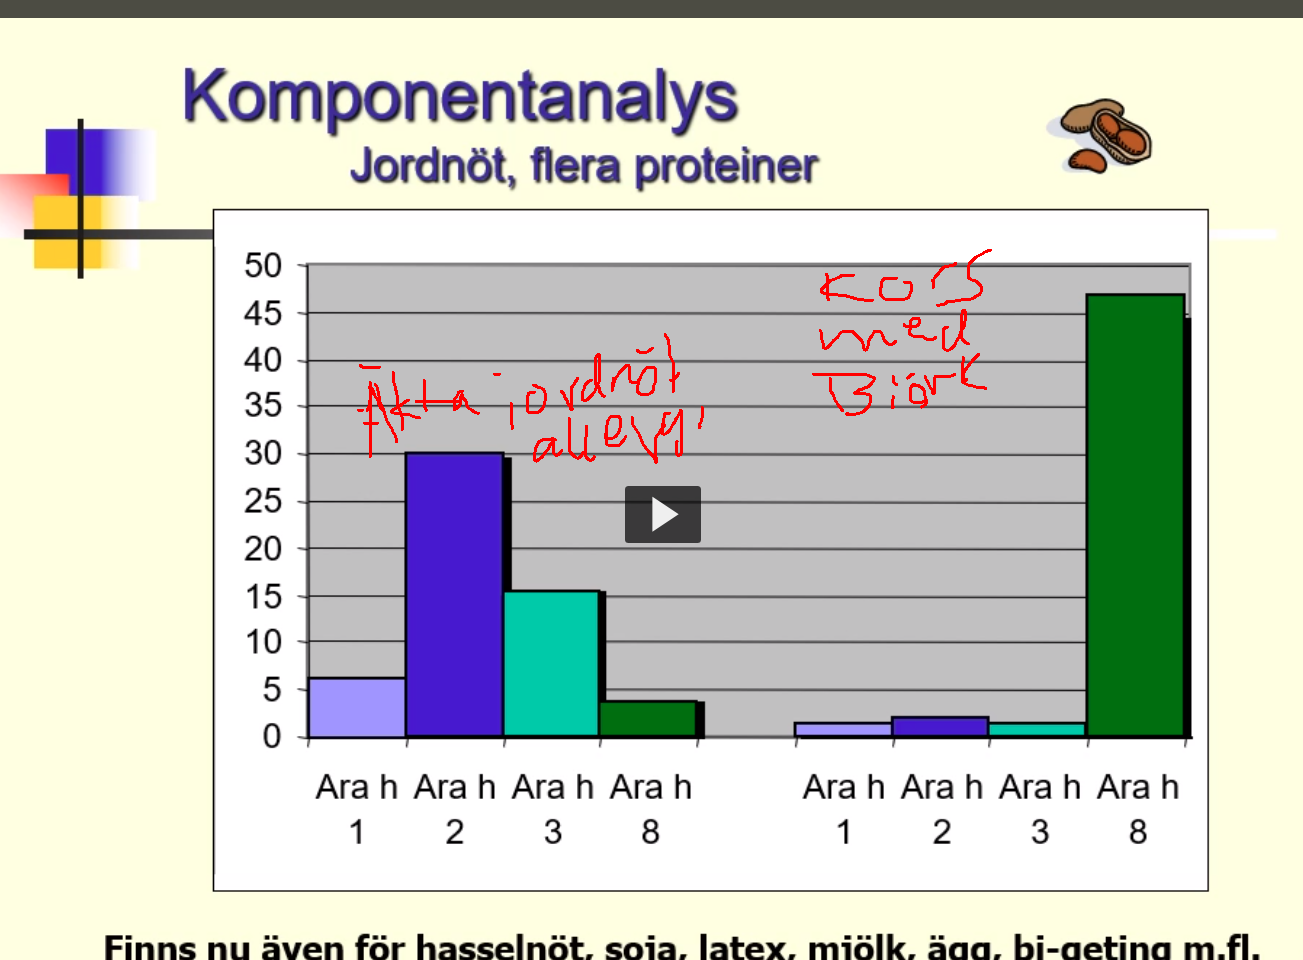 Komponentanalys
Jordnöt, flera proteiner
50
45
40
35
30
25
20
15
10
5
0
Äkta jordnöt
allergi
KORS
med
Björk
Ara h 1
Ara h 2
Ara h 3
Ara h 8
Ara h 1
Ara h 2
Ara h 3
Ara h 8
Finns nu även för hasselnöt, soja, latex, mjölk, ägg, bi-geting m.fl.